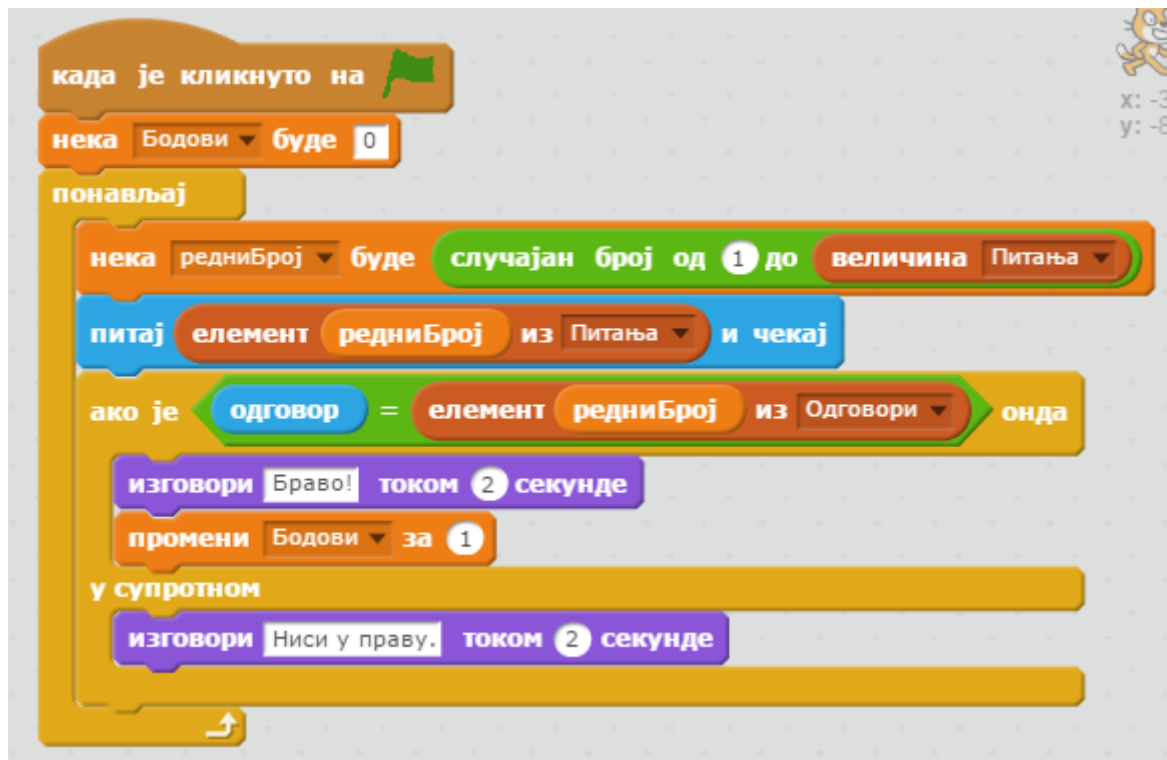 када је кликнуто на
x: -3
y: -8
нека Бодови буде 0
понављај
нека редниБрој буде случајан број од 1 до величина Питања
питај елемент редниБрој из Питања и чекај
ако је одговор = елемент редниБрој из Одговори онда
изговори Браво! током 2 секунде
промени Бодови за 1
у супротном
изговори Ниси у праву. током 2 секунде